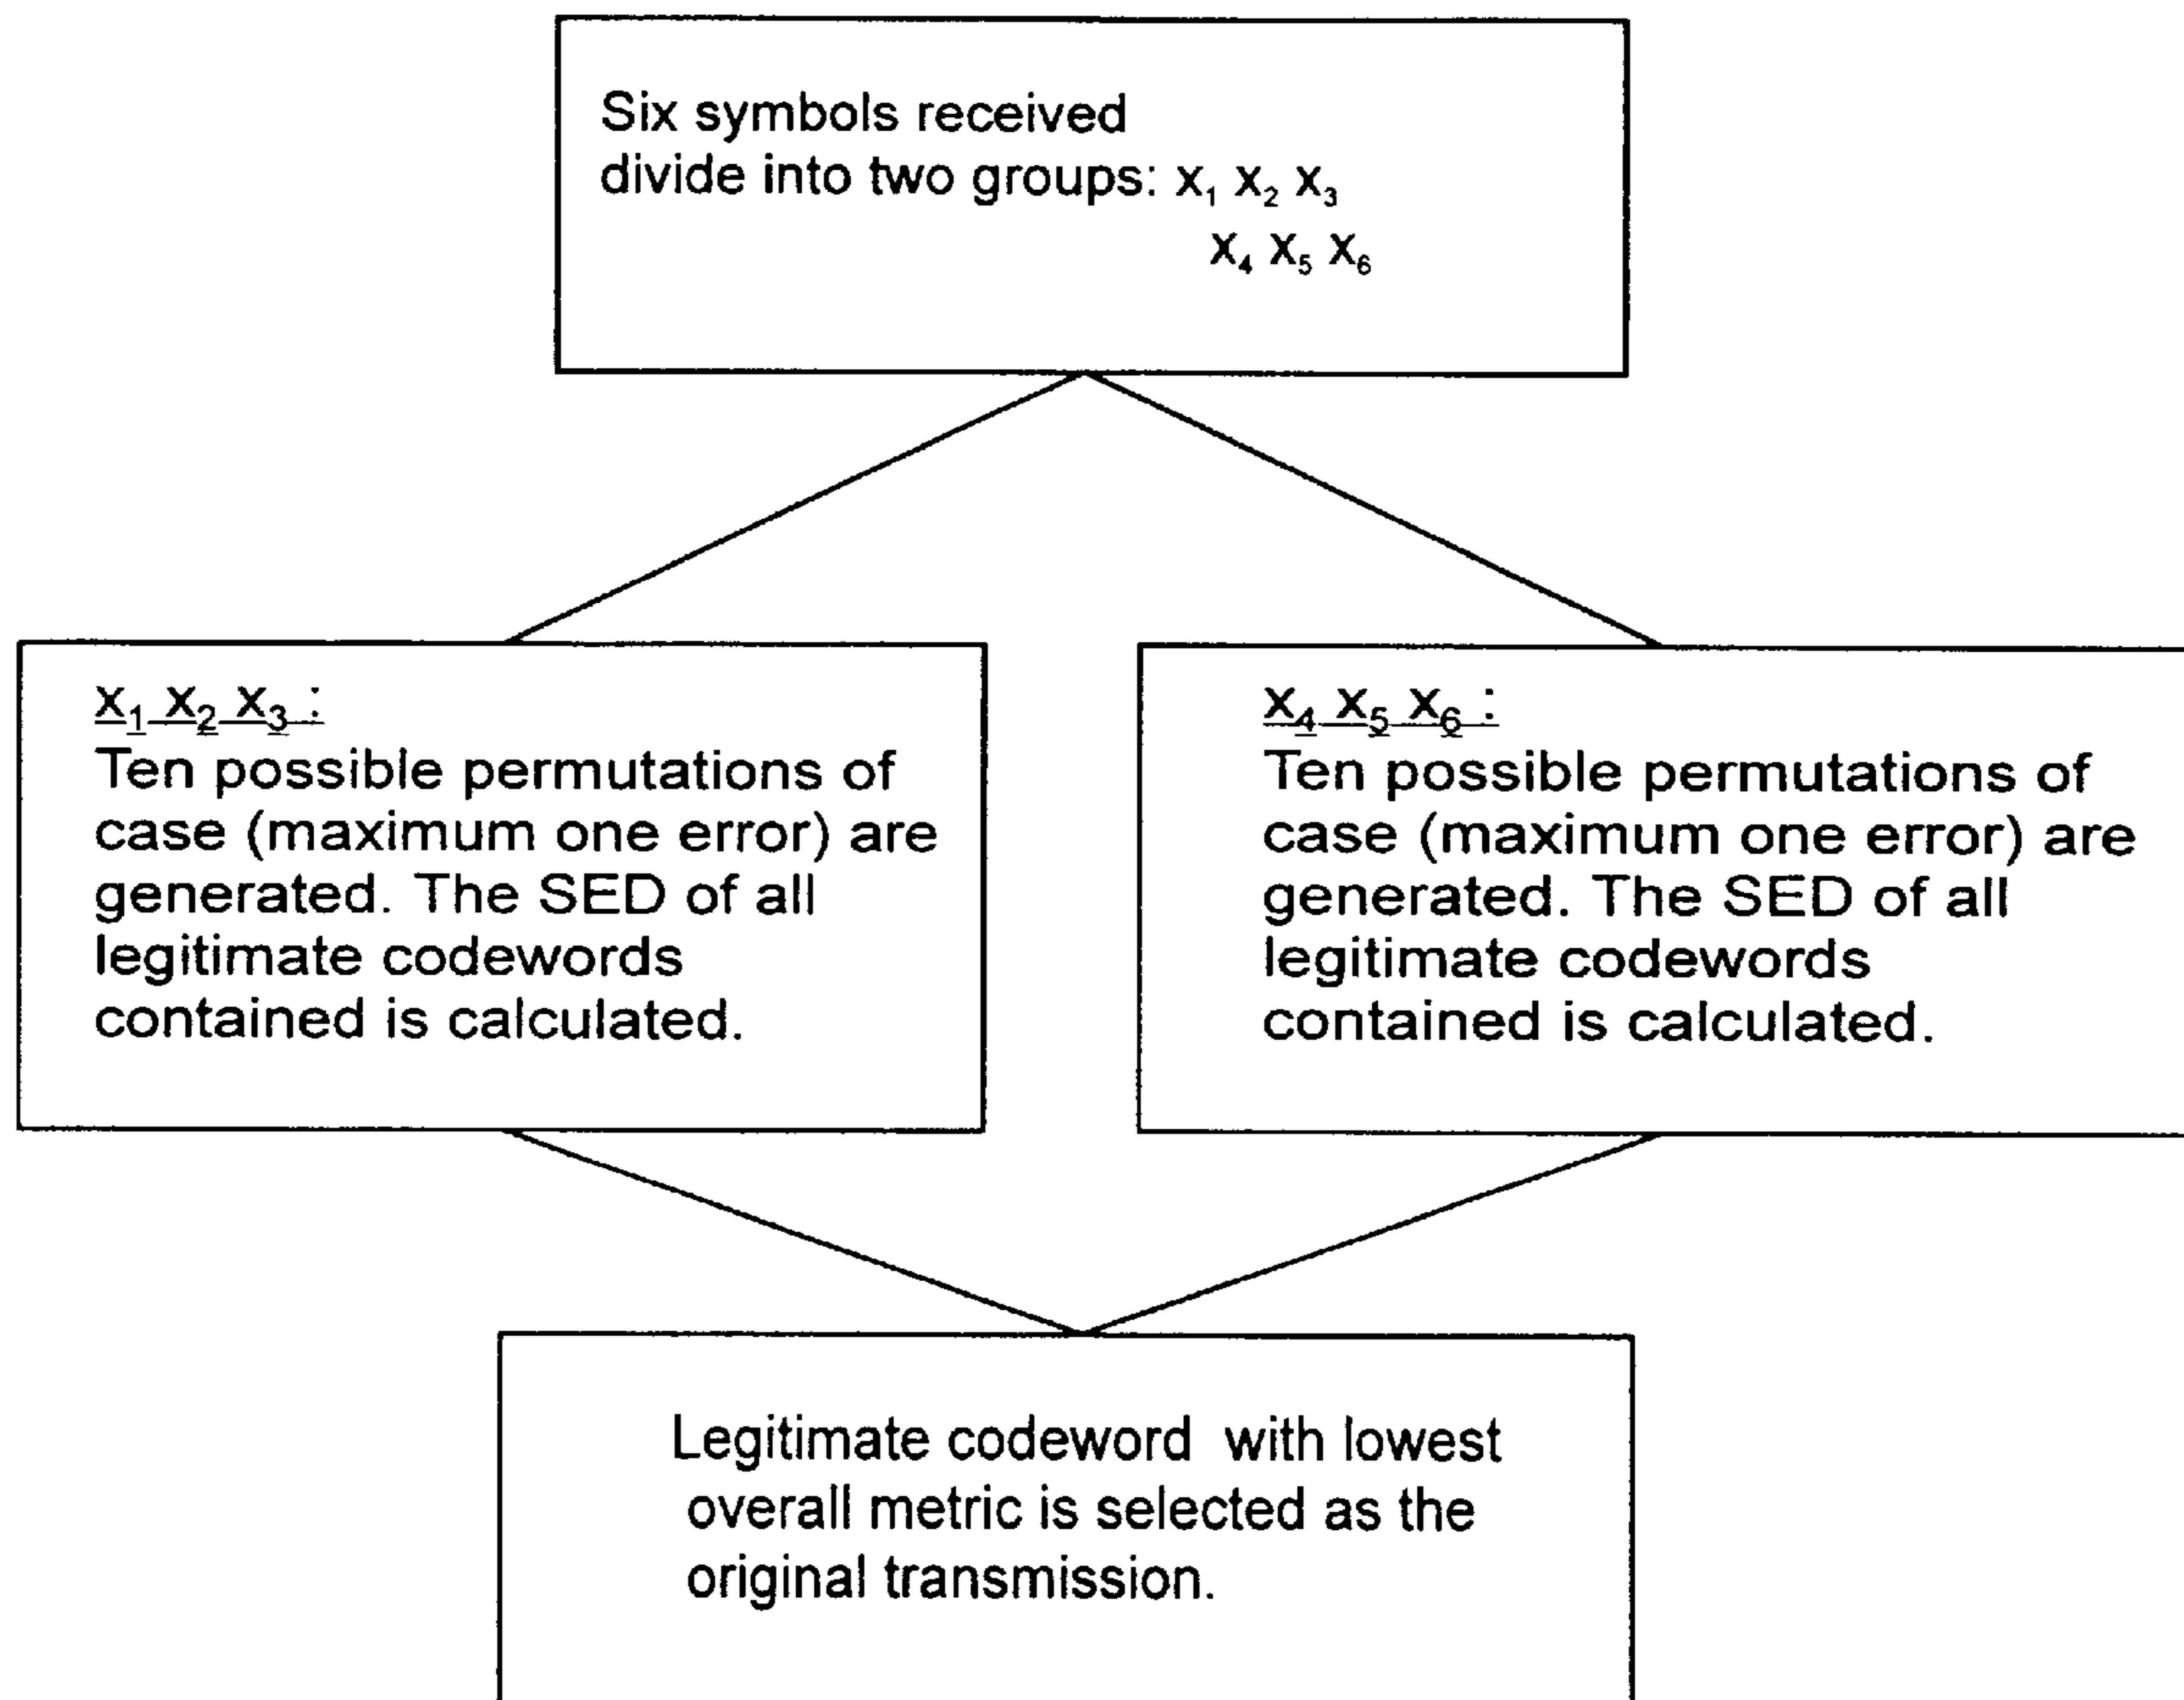 Six symbols received
divide into two groups: x₁ x₂ x₃
x₄ x₅ x₆
x₁ x₂ x₃ :
Ten possible permutations of
case (maximum one error) are
generated. The SED of all
legitimate codewords
contained is calculated.
x₄ x₅ x₆ :
Ten possible permutations of
case (maximum one error) are
generated. The SED of all
legitimate codewords
contained is calculated.
Legitimate codeword with lowest
overall metric is selected as the
original transmission.